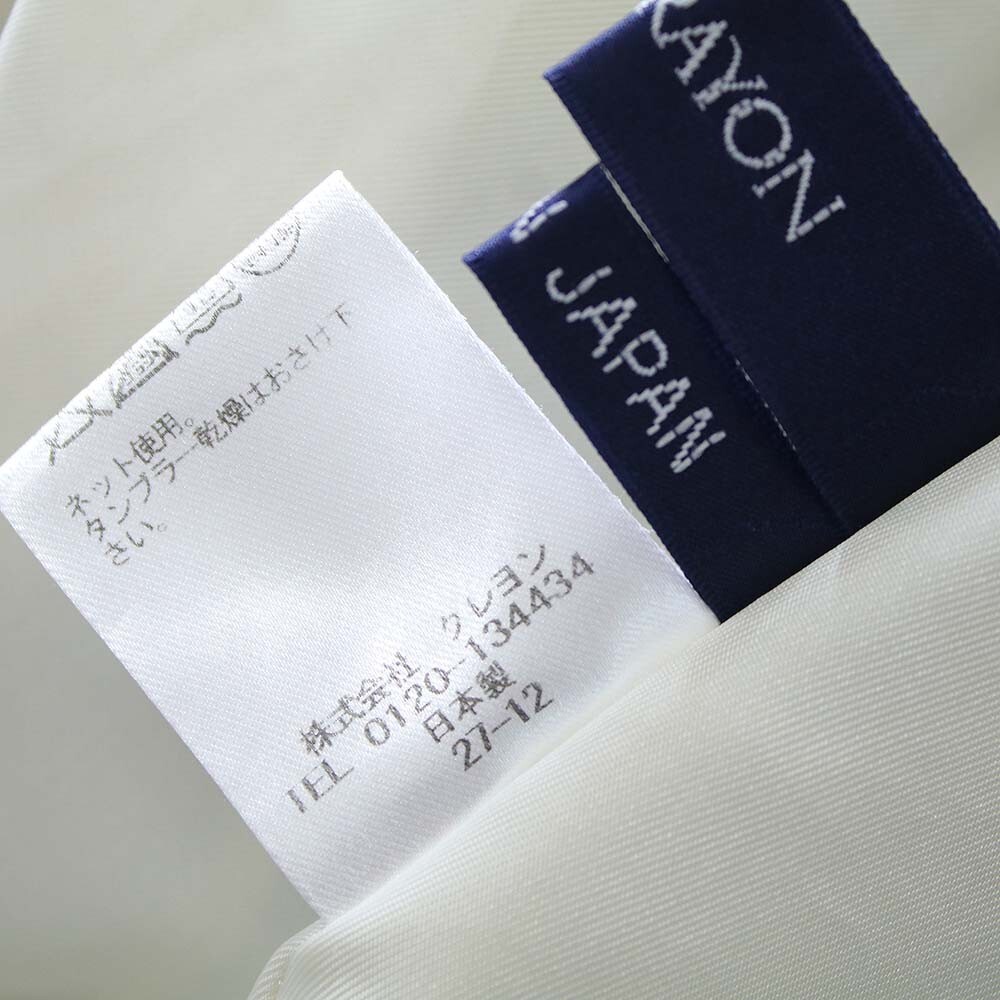 ネット使用。
タンブラー乾燥はおさけ下
さい。
株式会社 クレヨン
TEL 0120-134434
日本製
27-12
RAYON
JAPAN